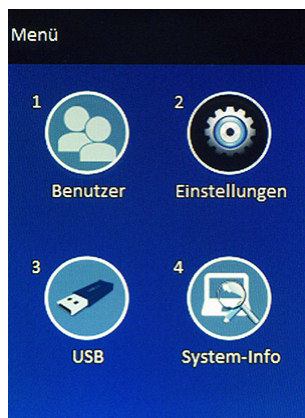 Menü
1
2
Benutzer
Einstellungen
3
4
USB
System-Info